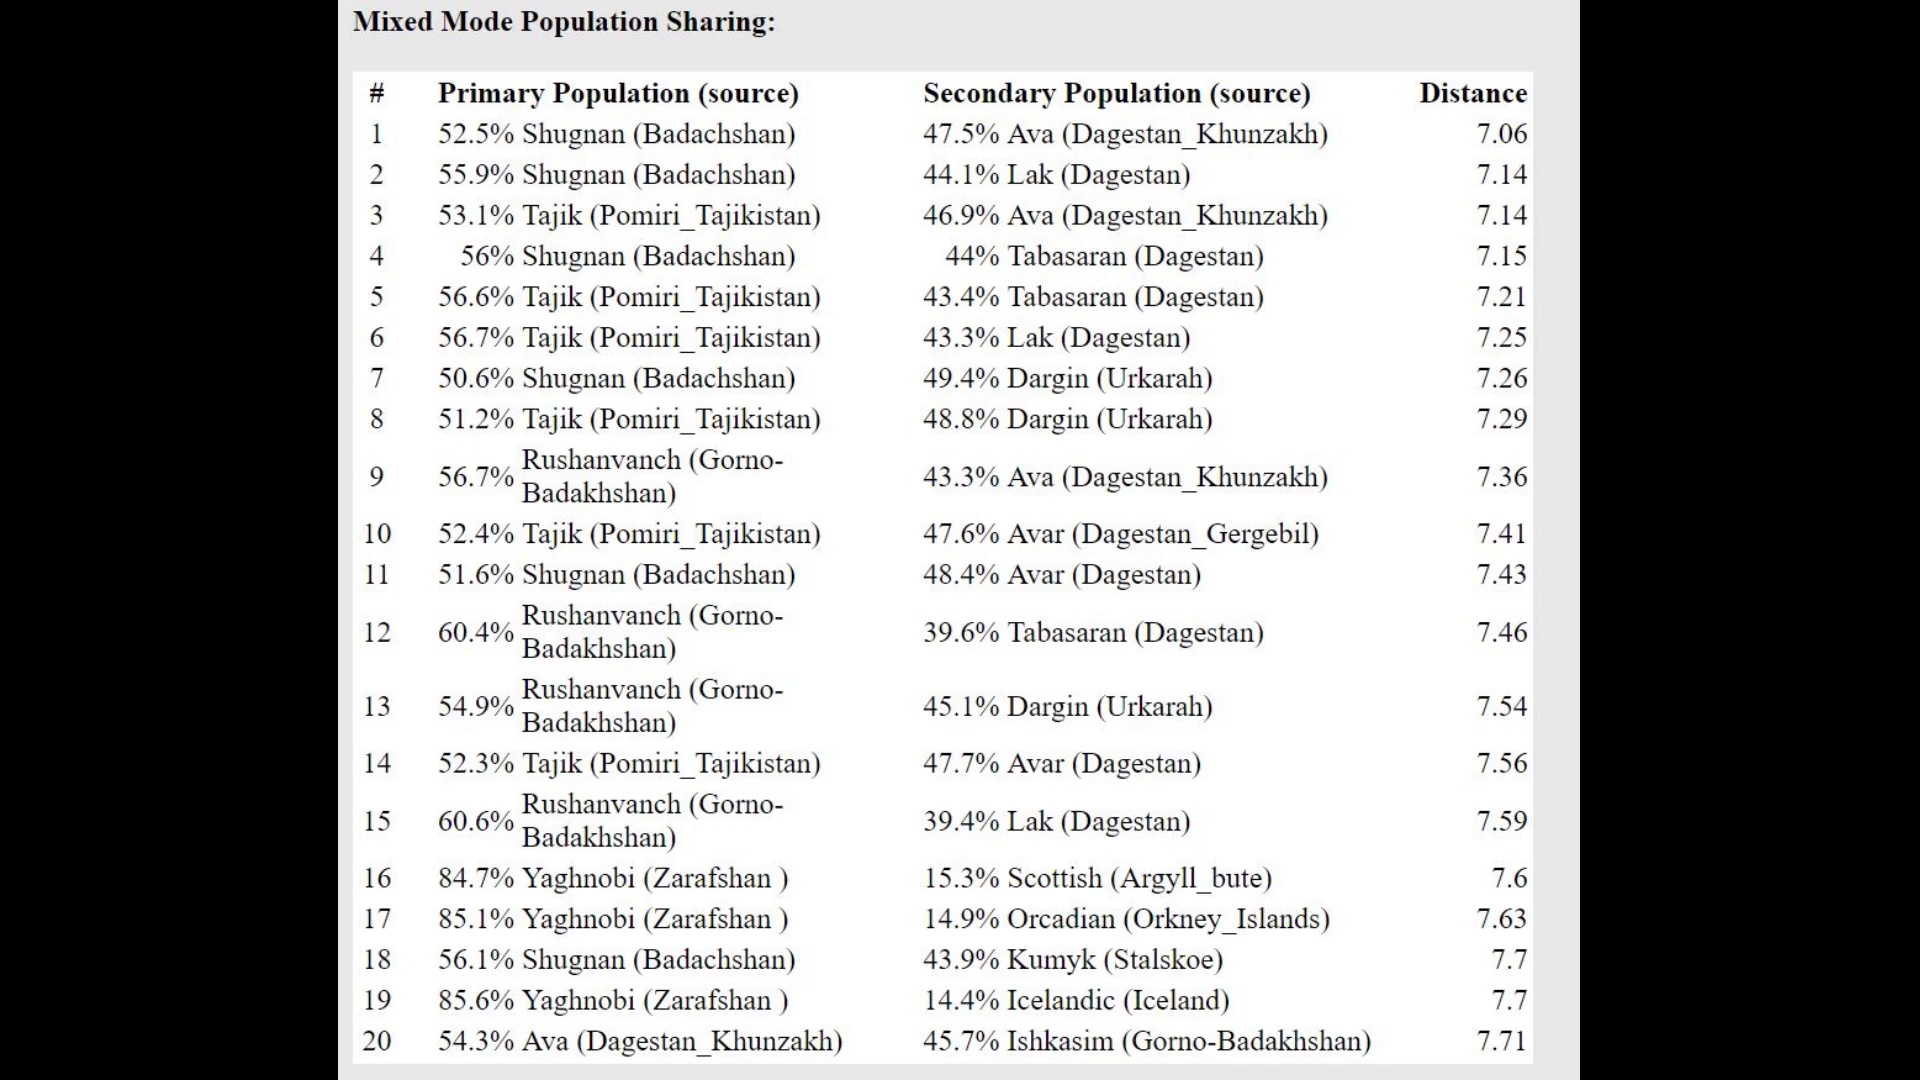 Mixed Mode Population Sharing:
# Primary Population (source) Secondary Population (source) Distance
1 52.5% Shugnan (Badachshan) 47.5% Ava (Dagestan_Khunzakh) 7.06
2 55.9% Shugnan (Badachshan) 44.1% Lak (Dagestan) 7.14
3 53.1% Tajik (Pomiri_Tajikistan) 46.9% Ava (Dagestan_Khunzakh) 7.14
4 56% Shugnan (Badachshan) 44% Tabasaran (Dagestan) 7.15
5 56.6% Tajik (Pomiri_Tajikistan) 43.4% Tabasaran (Dagestan) 7.21
6 56.7% Tajik (Pomiri_Tajikistan) 43.3% Lak (Dagestan) 7.25
7 50.6% Shugnan (Badachshan) 49.4% Dargin (Urkarah) 7.26
8 51.2% Tajik (Pomiri_Tajikistan) 48.8% Dargin (Urkarah) 7.29
9 56.7% Rushanvanch (Gorno-
Badakhshan) 43.3% Ava (Dagestan_Khunzakh) 7.36
10 52.4% Tajik (Pomiri_Tajikistan) 47.6% Avar (Dagestan_Gergebil) 7.41
11 51.6% Shugnan (Badachshan) 48.4% Avar (Dagestan) 7.43
12 60.4% Rushanvanch (Gorno-
Badakhshan) 39.6% Tabasaran (Dagestan) 7.46
13 54.9% Rushanvanch (Gorno-
Badakhshan) 45.1% Dargin (Urkarah) 7.54
14 52.3% Tajik (Pomiri_Tajikistan) 47.7% Avar (Dagestan) 7.56
15 60.6% Rushanvanch (Gorno-
Badakhshan) 39.4% Lak (Dagestan) 7.59
16 84.7% Yaghnobi (Zarafshan ) 15.3% Scottish (Argyll_bute) 7.6
17 85.1% Yaghnobi (Zarafshan ) 14.9% Orcadian (Orkney_Islands) 7.63
18 56.1% Shugnan (Badachshan) 43.9% Kumyk (Stalskoe) 7.7
19 85.6% Yaghnobi (Zarafshan ) 14.4% Icelandic (Iceland) 7.7
20 54.3% Ava (Dagestan_Khunzakh) 45.7% Ishkasim (Gorno-Badakhshan) 7.71